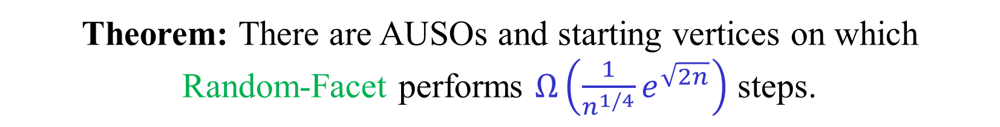 Theorem: There are AUSOs and starting vertices on which
Random-Facet performs Ω(1/n^{1/4} e^{√2n}) steps.